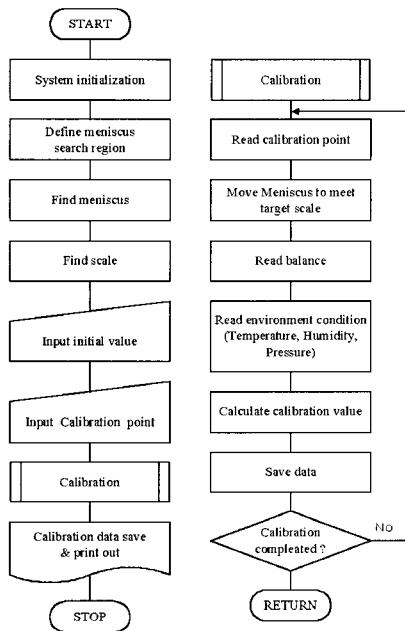 START
System initialization
Define meniscus
search region
Find meniscus
Find scale
Input initial value
Input Calibration point
Calibration
Calibration data save
& print out
STOP
Calibration
Read calibration point
Move Meniscus to meet
target scale
Read balance
Read environment condition
(Temperature, Humidity,
Pressure)
Calculate calibration value
Save data
Calibration
compleated ?
No
RETURN